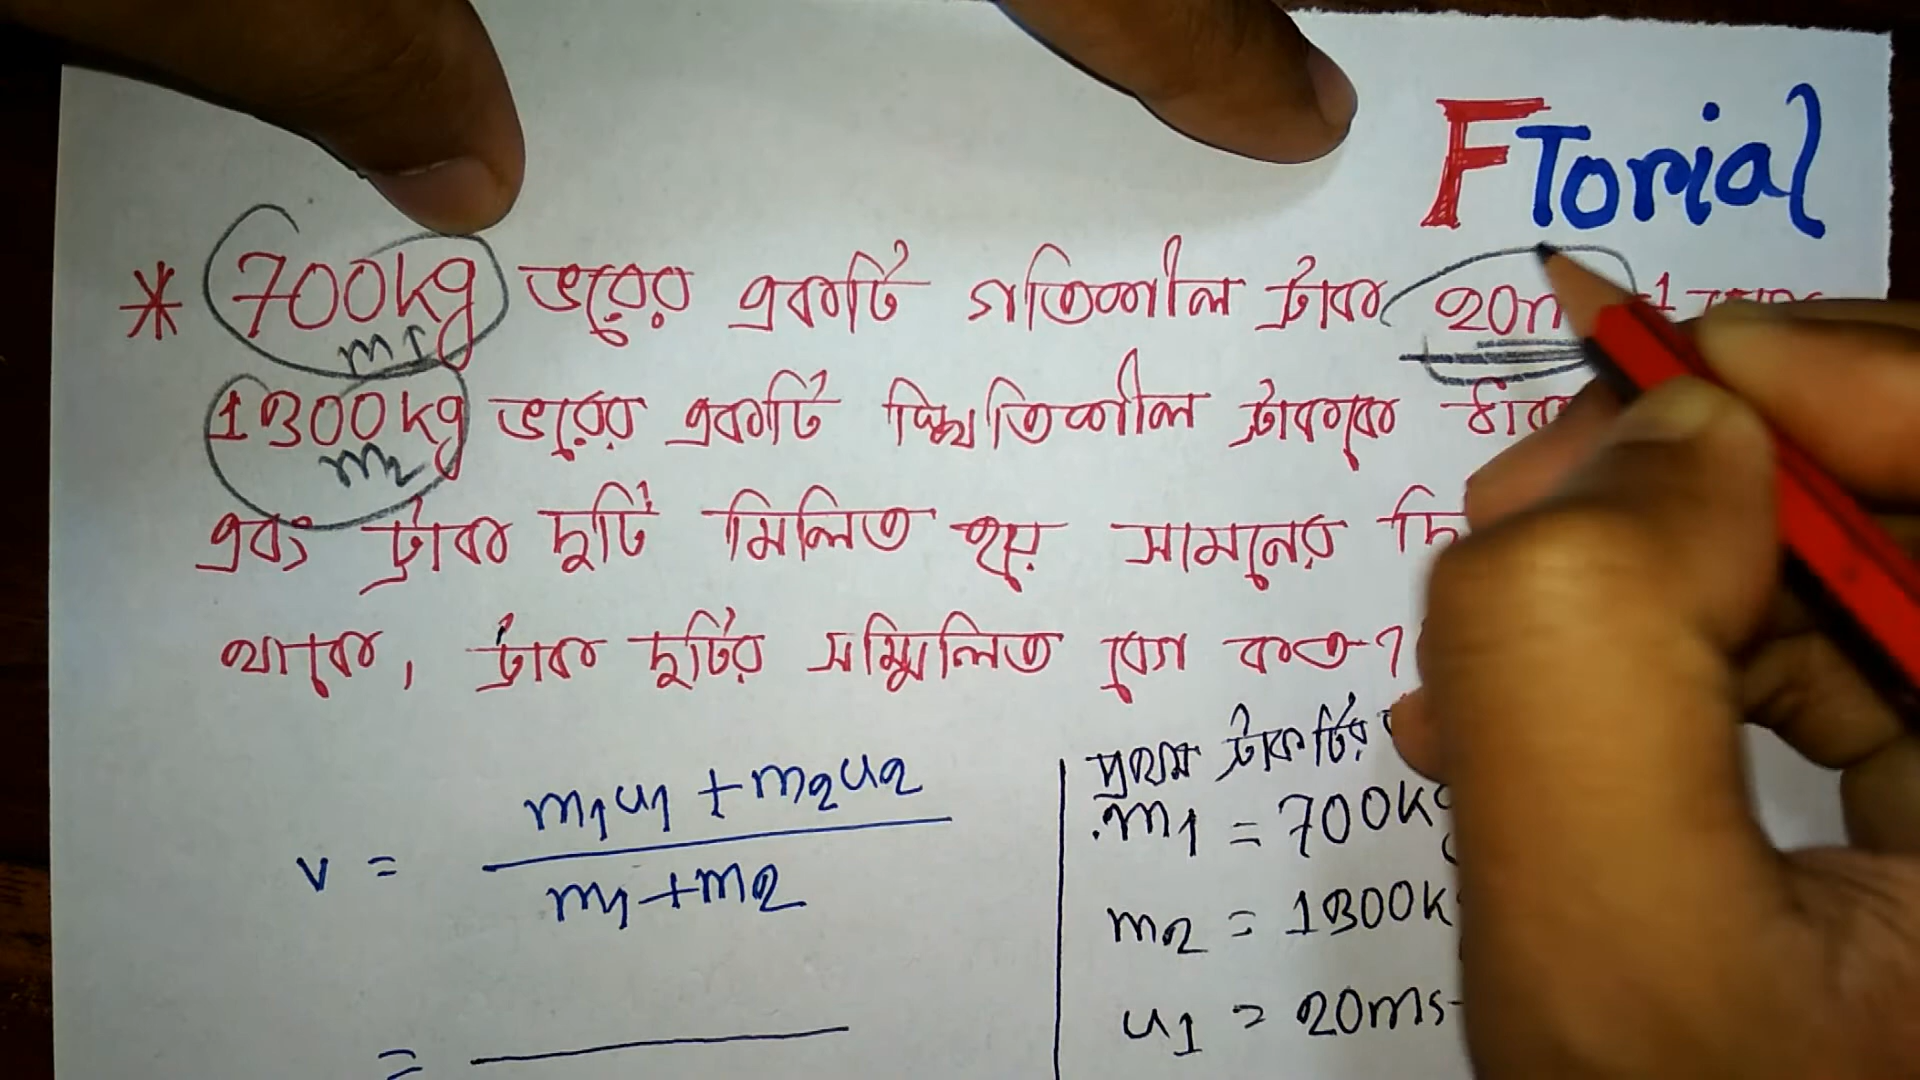 FTorial
* 700kg ভরের একটি গতিশীল ট্রাক 20m
m1
1300kg ভরের একটি স্থিতিশীল ট্রাককে
m2
এবং ট্রাক দুটি মিলিত হয়ে সামনের দি
থাকে, ট্রাক দুটির সম্মিলিত বেগ কত?
প্রথম ট্রাকটির
v = m1u1 + m2u2
m1 + m2
m1 = 700kg
m2 = 1300k
u1 = 20ms-
=